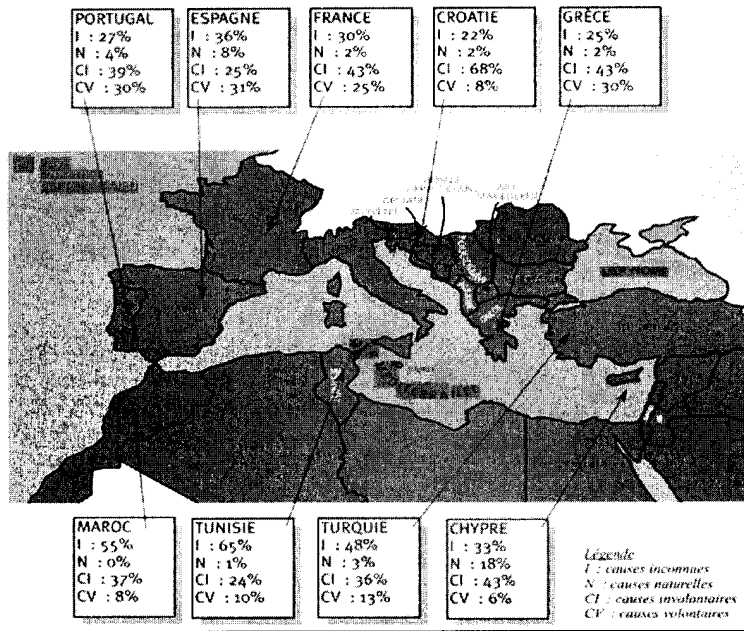 PORTUGAL
I : 27%
N : 4%
CI : 39%
CV : 30%
ESPAGNE
I : 36%
N : 8%
CI : 25%
CV : 31%
FRANCE
I : 30%
N : 2%
CI : 43%
CV : 25%
CROATIE
I : 22%
N : 2%
CI : 68%
CV : 8%
GRÈCE
I : 25%
N : 2%
CI : 43%
CV : 30%
MER NOIRE
MAROC
I : 55%
N : 0%
CI : 37%
CV : 8%
TUNISIE
I : 65%
N : 1%
CI : 24%
CV : 10%
TURQUIE
I : 48%
N : 3%
CI : 36%
CV : 13%
CHYPRE
I : 33%
N : 18%
CI : 43%
CV : 6%
Légende
I : causes inconnues
N : causes naturelles
CI : causes involontaires
CV : causes volontaires